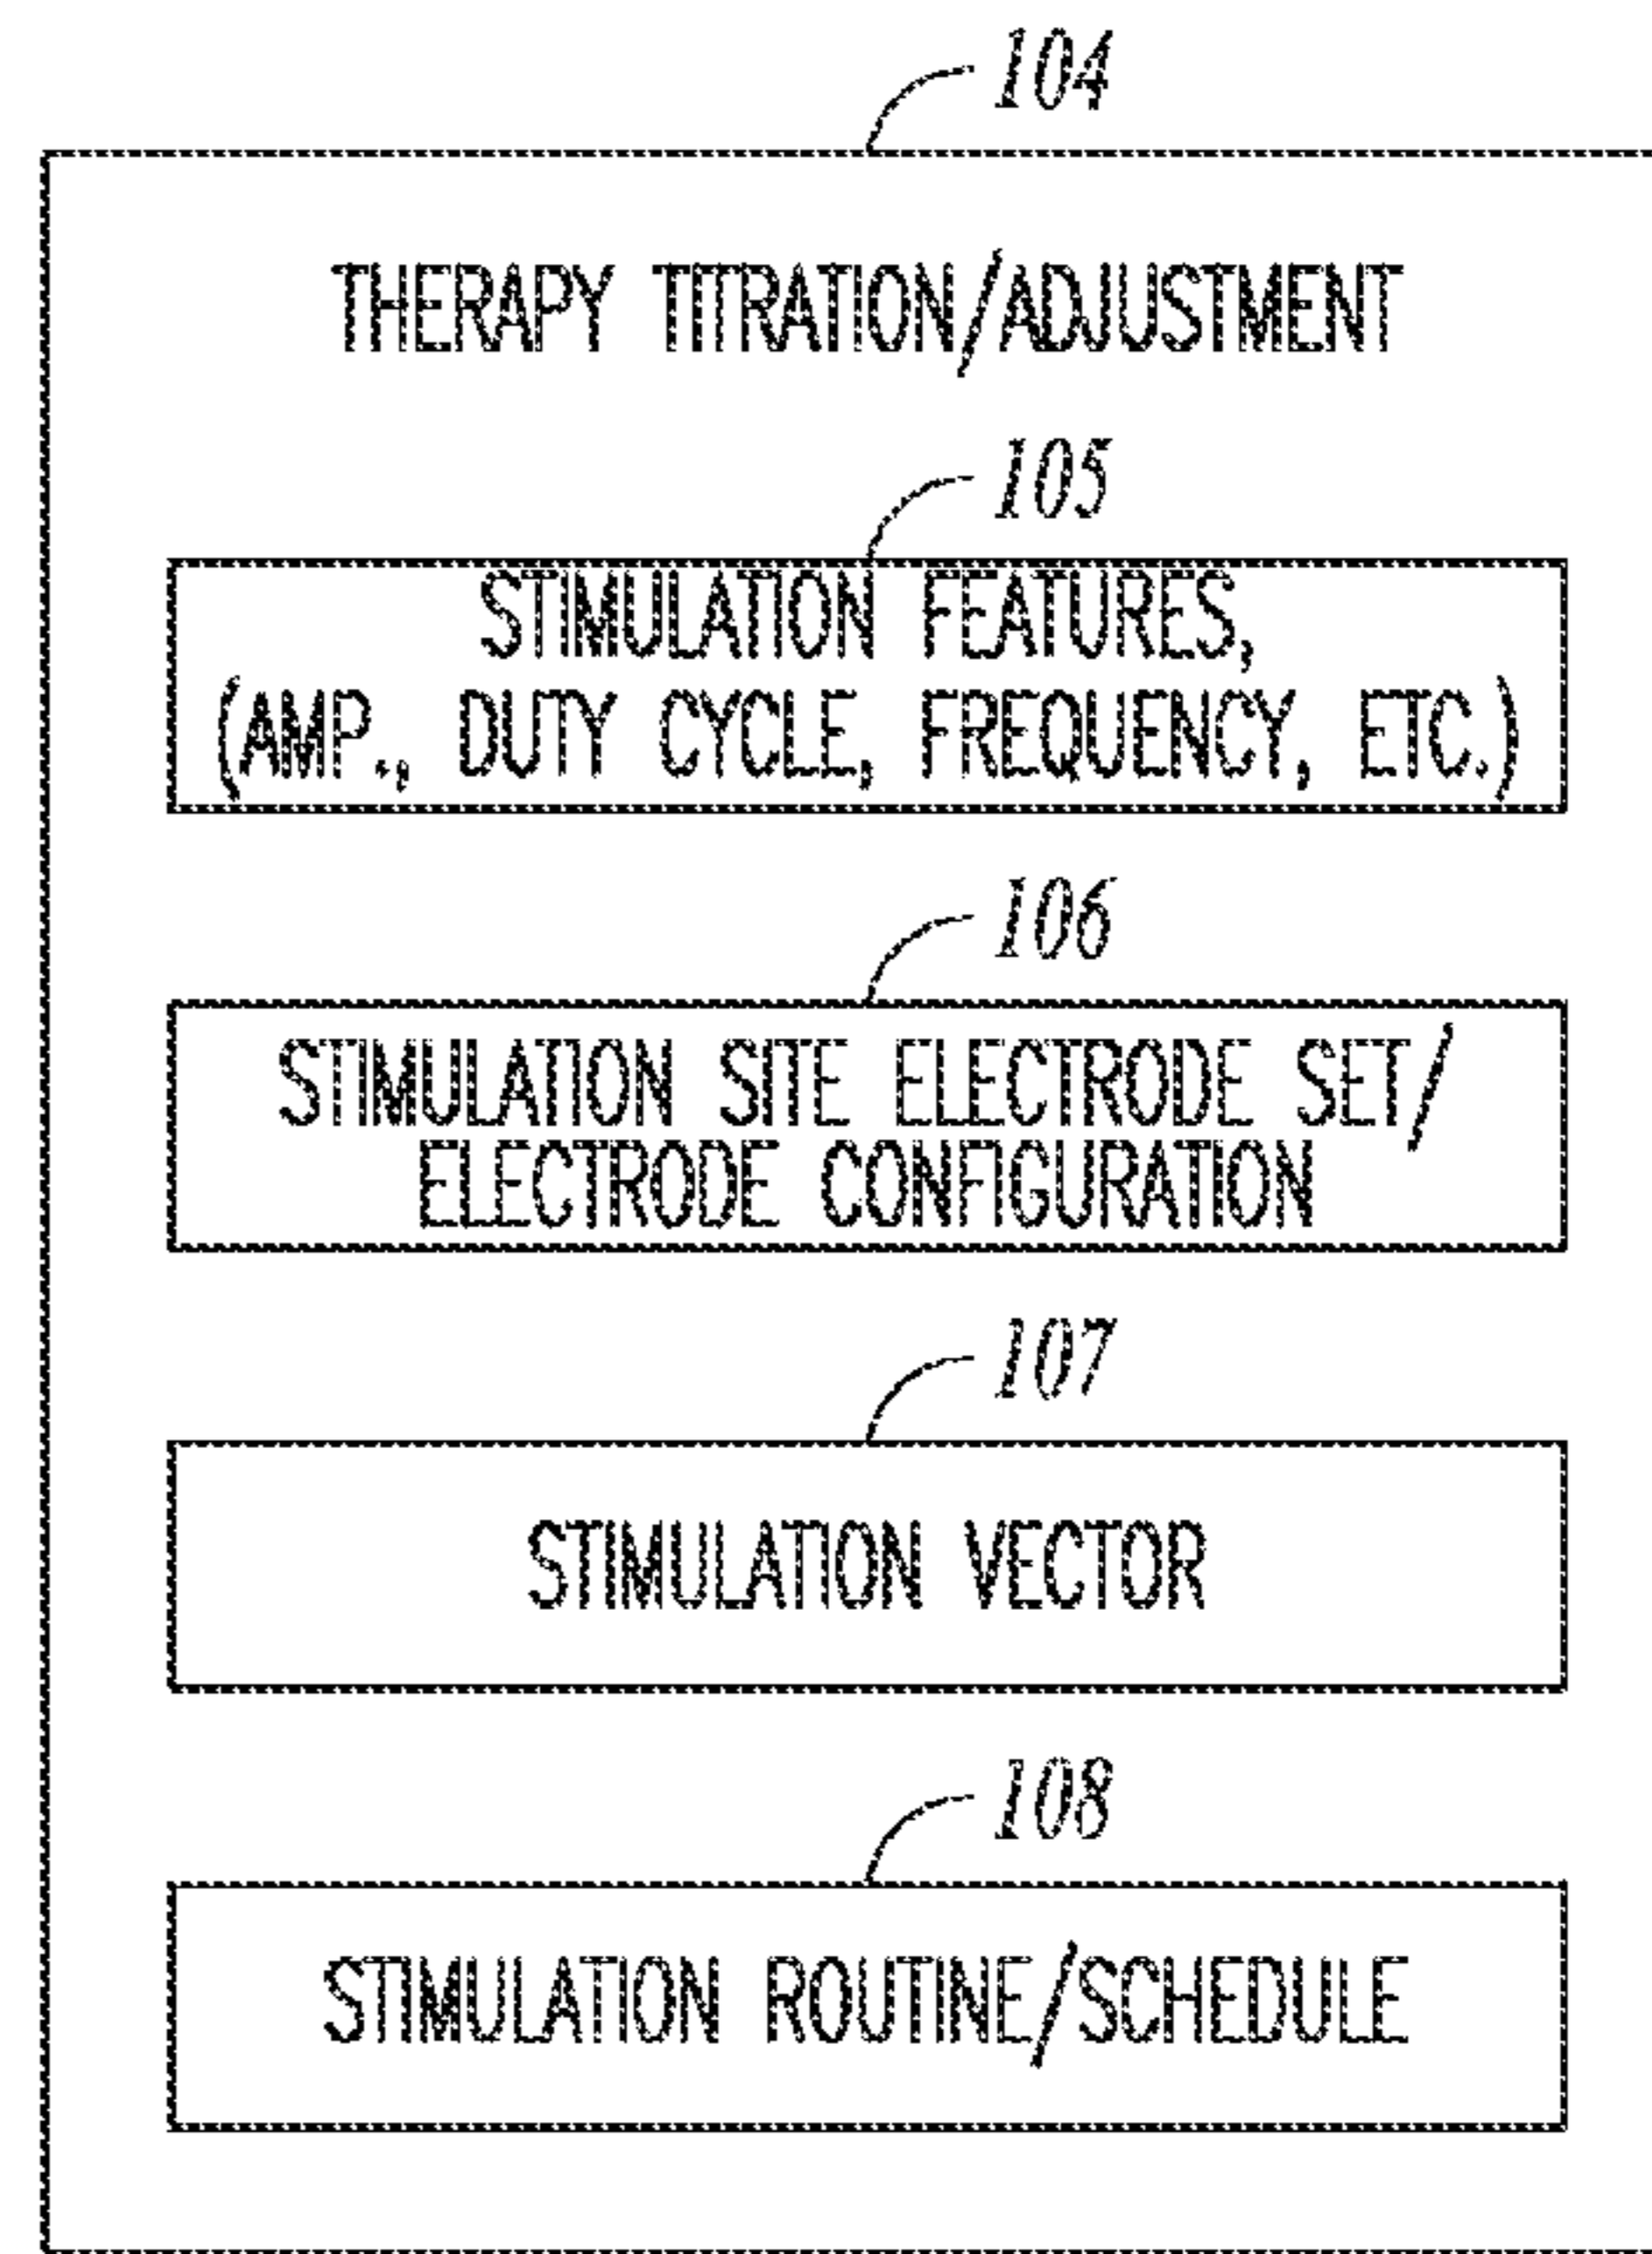 104
THERAPY TITRATION/ADJUSTMENT
105
STIMULATION FEATURES,
(AMP., DUTY CYCLE, FREQUENCY, ETC.)
106
STIMULATION SITE ELECTRODE SET/
ELECTRODE CONFIGURATION
107
STIMULATION VECTOR
108
STIMULATION ROUTINE/SCHEDULE